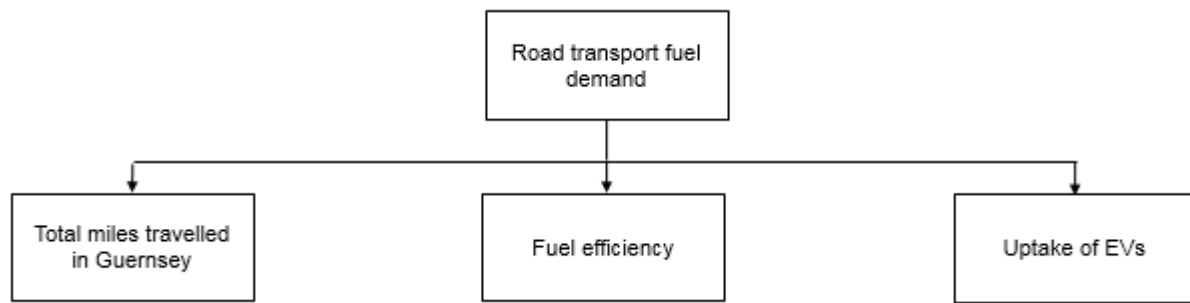 Road transport fuel
demand
Total miles travelled
in Guernsey
Fuel efficiency
Uptake of EVs